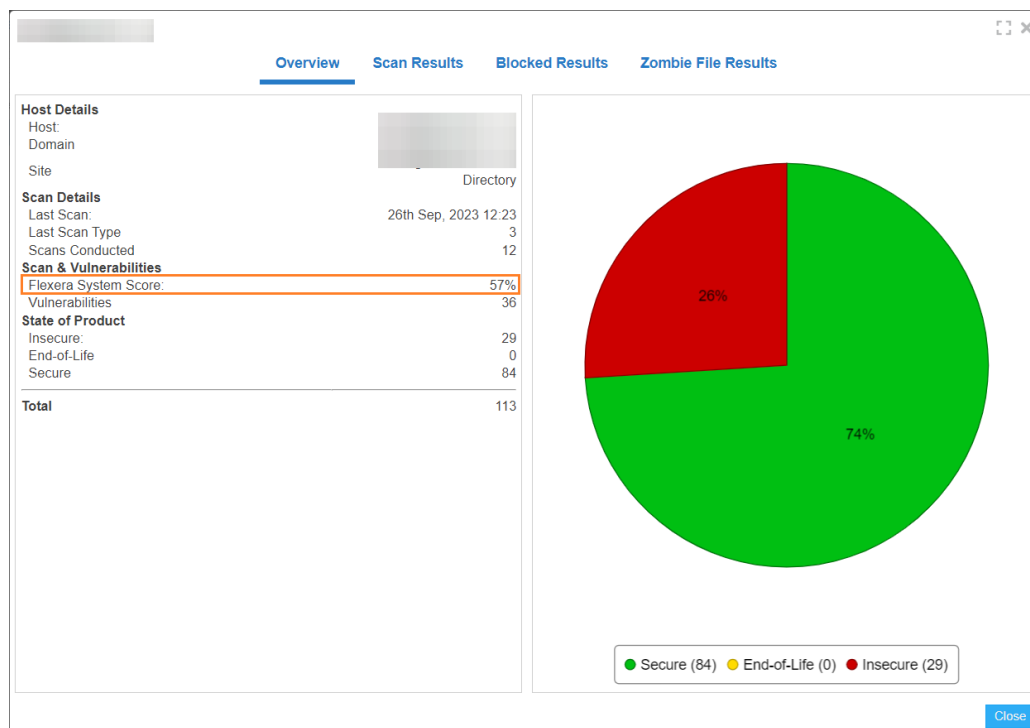 Overview Scan Results Blocked Results Zombie File Results
Host Details
Host:
Domain
Site
Directory
Scan Details
Last Scan: 26th Sep, 2023 12:23
Last Scan Type 3
Scans Conducted 12
Scan & Vulnerabilities
Flexera System Score: 57%
Vulnerabilities 36
State of Product
Insecure: 29
End-of-Life 0
Secure 84
Total 113
26%
74%
Secure (84) End-of-Life (0) Insecure (29)
Close